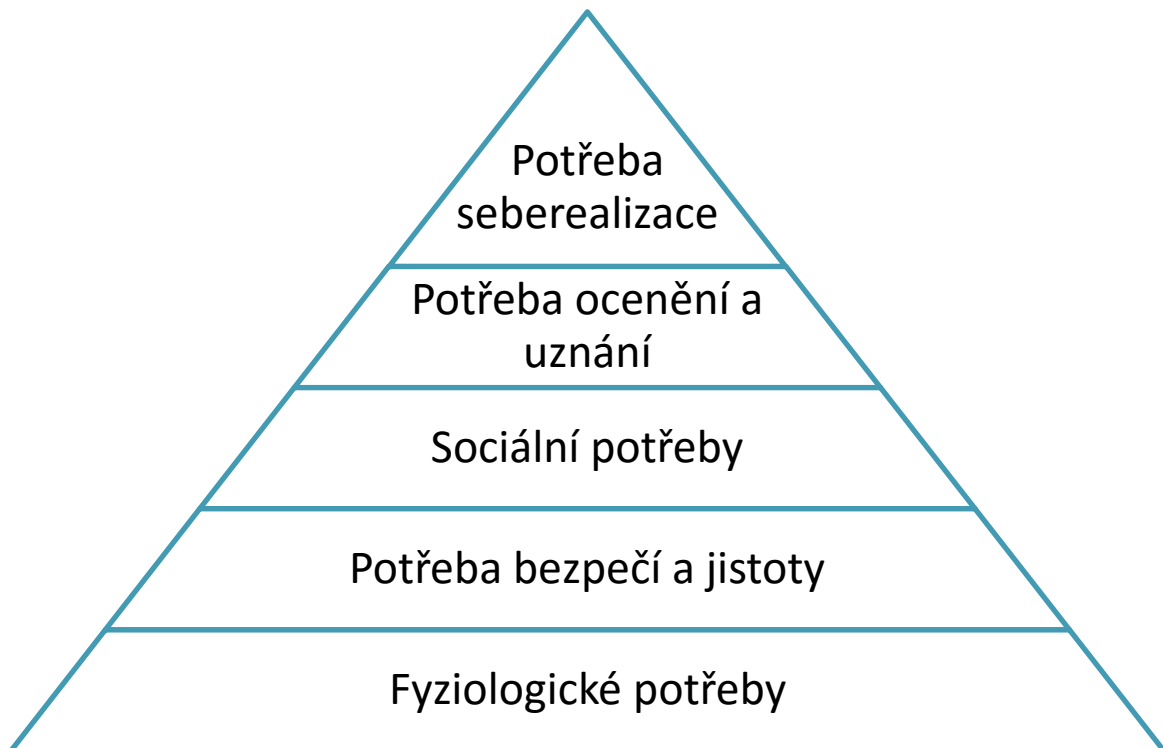 Potřeba
seberealizace
Potřeba ocenění a
uznání
Sociální potřeby
Potřeba bezpečí a jistoty
Fyziologické potřeby